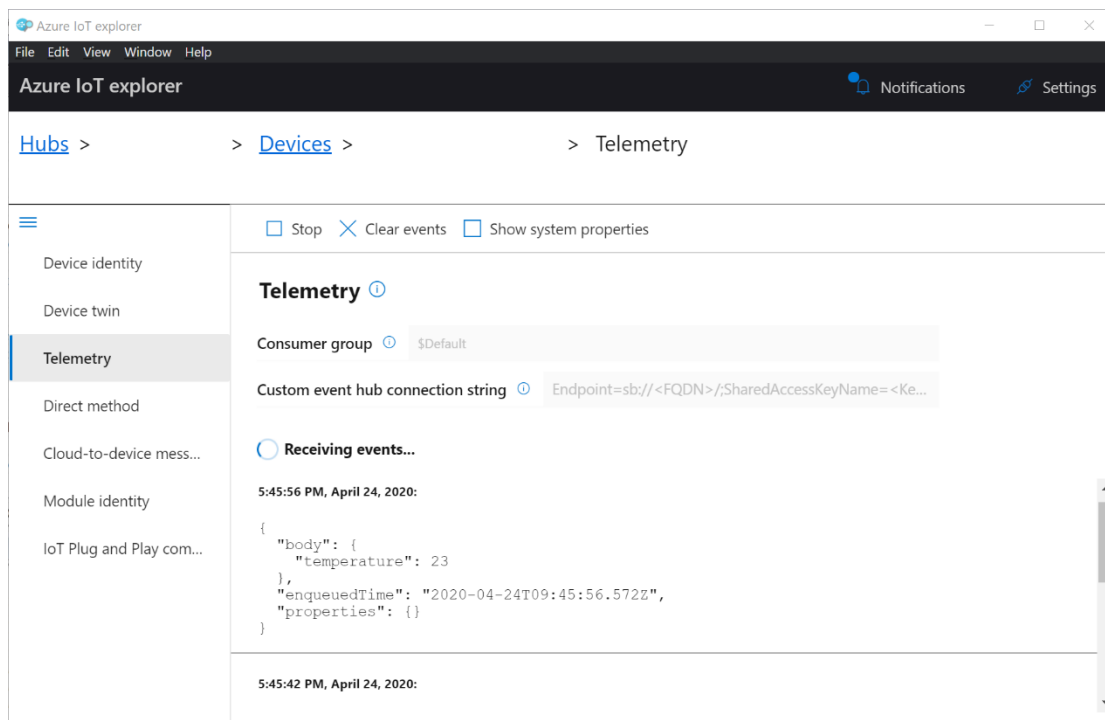 Azure IoT explorer
File Edit View Window Help
Azure IoT explorer
Notifications
Settings
Hubs > > Devices > > Telemetry
Stop Clear events Show system properties
Device identity
Device twin
Telemetry
Direct method
Cloud-to-device mess...
Module identity
IoT Plug and Play com...
Telemetry
Consumer group $Default
Custom event hub connection string Endpoint=sb://<FQDN>/;SharedAccessKeyName=<Ke...
Receiving events...
5:45:56 PM, April 24, 2020:
{
"body": {
"temperature": 23
},
"enqueuedTime": "2020-04-24T09:45:56.572Z",
"properties": {}
}
5:45:42 PM, April 24, 2020: